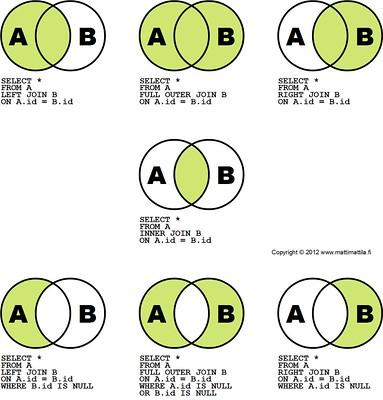 A B
SELECT *
FROM A
LEFT JOIN B
ON A.id = B.id
A B
SELECT *
FROM A
FULL OUTER JOIN B
ON A.id = B.id
A B
SELECT *
FROM A
RIGHT JOIN B
ON A.id = B.id
A B
SELECT *
FROM A
INNER JOIN B
ON A.id = B.id
Copyright © 2012 www.mattimattila.fi
A B
SELECT *
FROM A
LEFT JOIN B
ON A.id = B.id
WHERE B.id IS NULL
A B
SELECT *
FROM A
FULL OUTER JOIN B
ON A.id = B.id
WHERE A.id IS NULL
OR B.id IS NULL
A B
SELECT *
FROM A
RIGHT JOIN B
ON A.id = B.id
WHERE A.id IS NULL